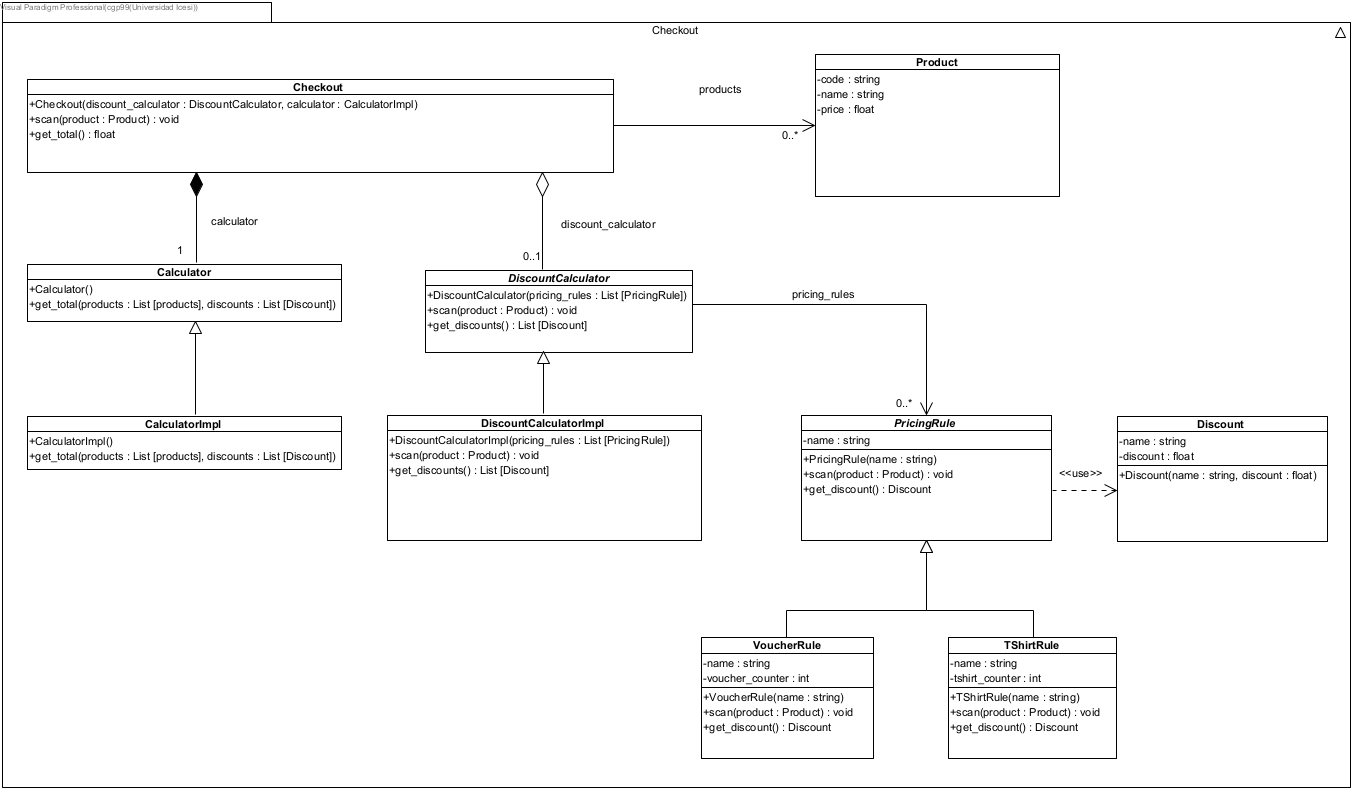 Visual Paradigm Professional(cgp99(Universidad Icesi))
Checkout
Checkout
+Checkout(discount_calculator : DiscountCalculator, calculator : CalculatorImpl)
+scan(product : Product) : void
+get_total() : float
products
0..*
Product
-code : string
-name : string
-price : float
calculator
1
discount_calculator
0..1
Calculator
+Calculator()
+get_total(products : List [products], discounts : List [Discount])
DiscountCalculator
+DiscountCalculator(pricing_rules : List [PricingRule])
+scan(product : Product) : void
+get_discounts() : List [Discount]
pricing_rules
0..*
CalculatorImpl
+CalculatorImpl()
+get_total(products : List [products], discounts : List [Discount])
DiscountCalculatorImpl
+DiscountCalculatorImpl(pricing_rules : List [PricingRule])
+scan(product : Product) : void
+get_discounts() : List [Discount]
PricingRule
-name : string
+PricingRule(name : string)
+scan(product : Product) : void
+get_discount() : Discount
<<use>>
Discount
-name : string
-discount : float
+Discount(name : string, discount : float)
VoucherRule
-name : string
-voucher_counter : int
+VoucherRule(name : string)
+scan(product : Product) : void
+get_discount() : Discount
TShirtRule
-name : string
-tshirt_counter : int
+TShirtRule(name : string)
+scan(product : Product) : void
+get_discount() : Discount